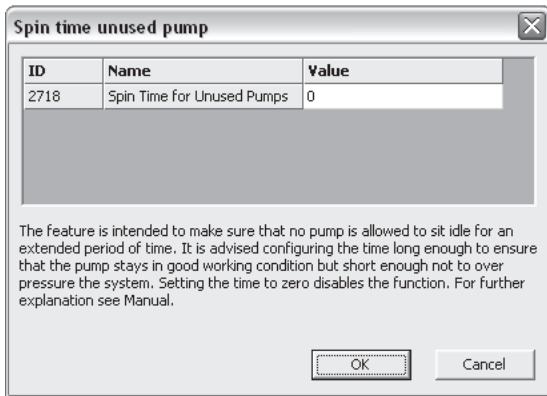 Spin time unused pump
ID Name Value
2718 Spin Time for Unused Pumps 0
The feature is intended to make sure that no pump is allowed to sit idle for an
extended period of time. It is advised configuring the time long enough to ensure
that the pump stays in good working condition but short enough not to over
pressure the system. Setting the time to zero disables the function. For further
explanation see Manual.
OK Cancel